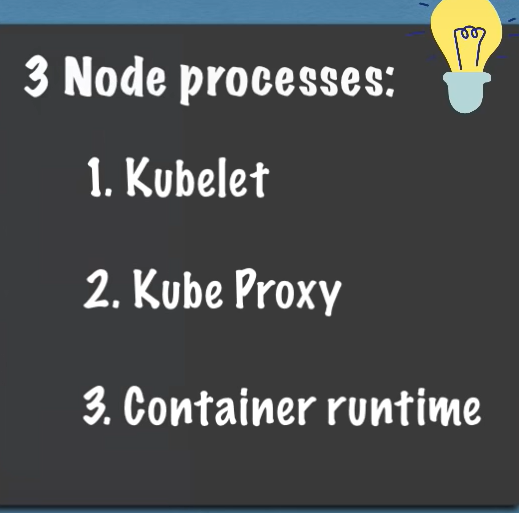 3 Node processes:
1. Kubelet
2. Kube Proxy
3. Container runtime